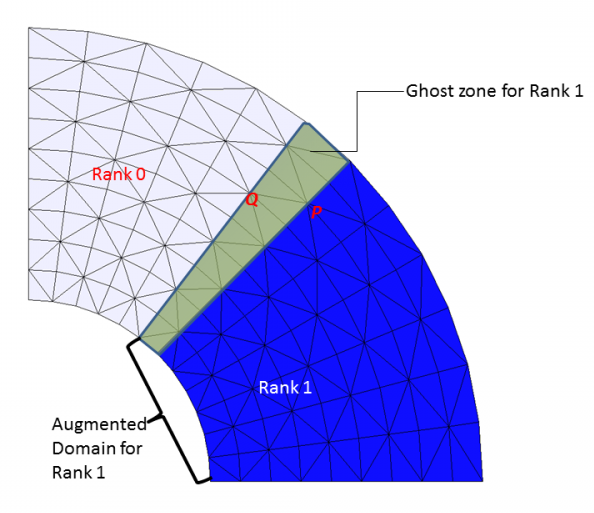 Ghost zone for Rank 1
Rank 0
Q
P
Rank 1
Augmented
Domain for
Rank 1